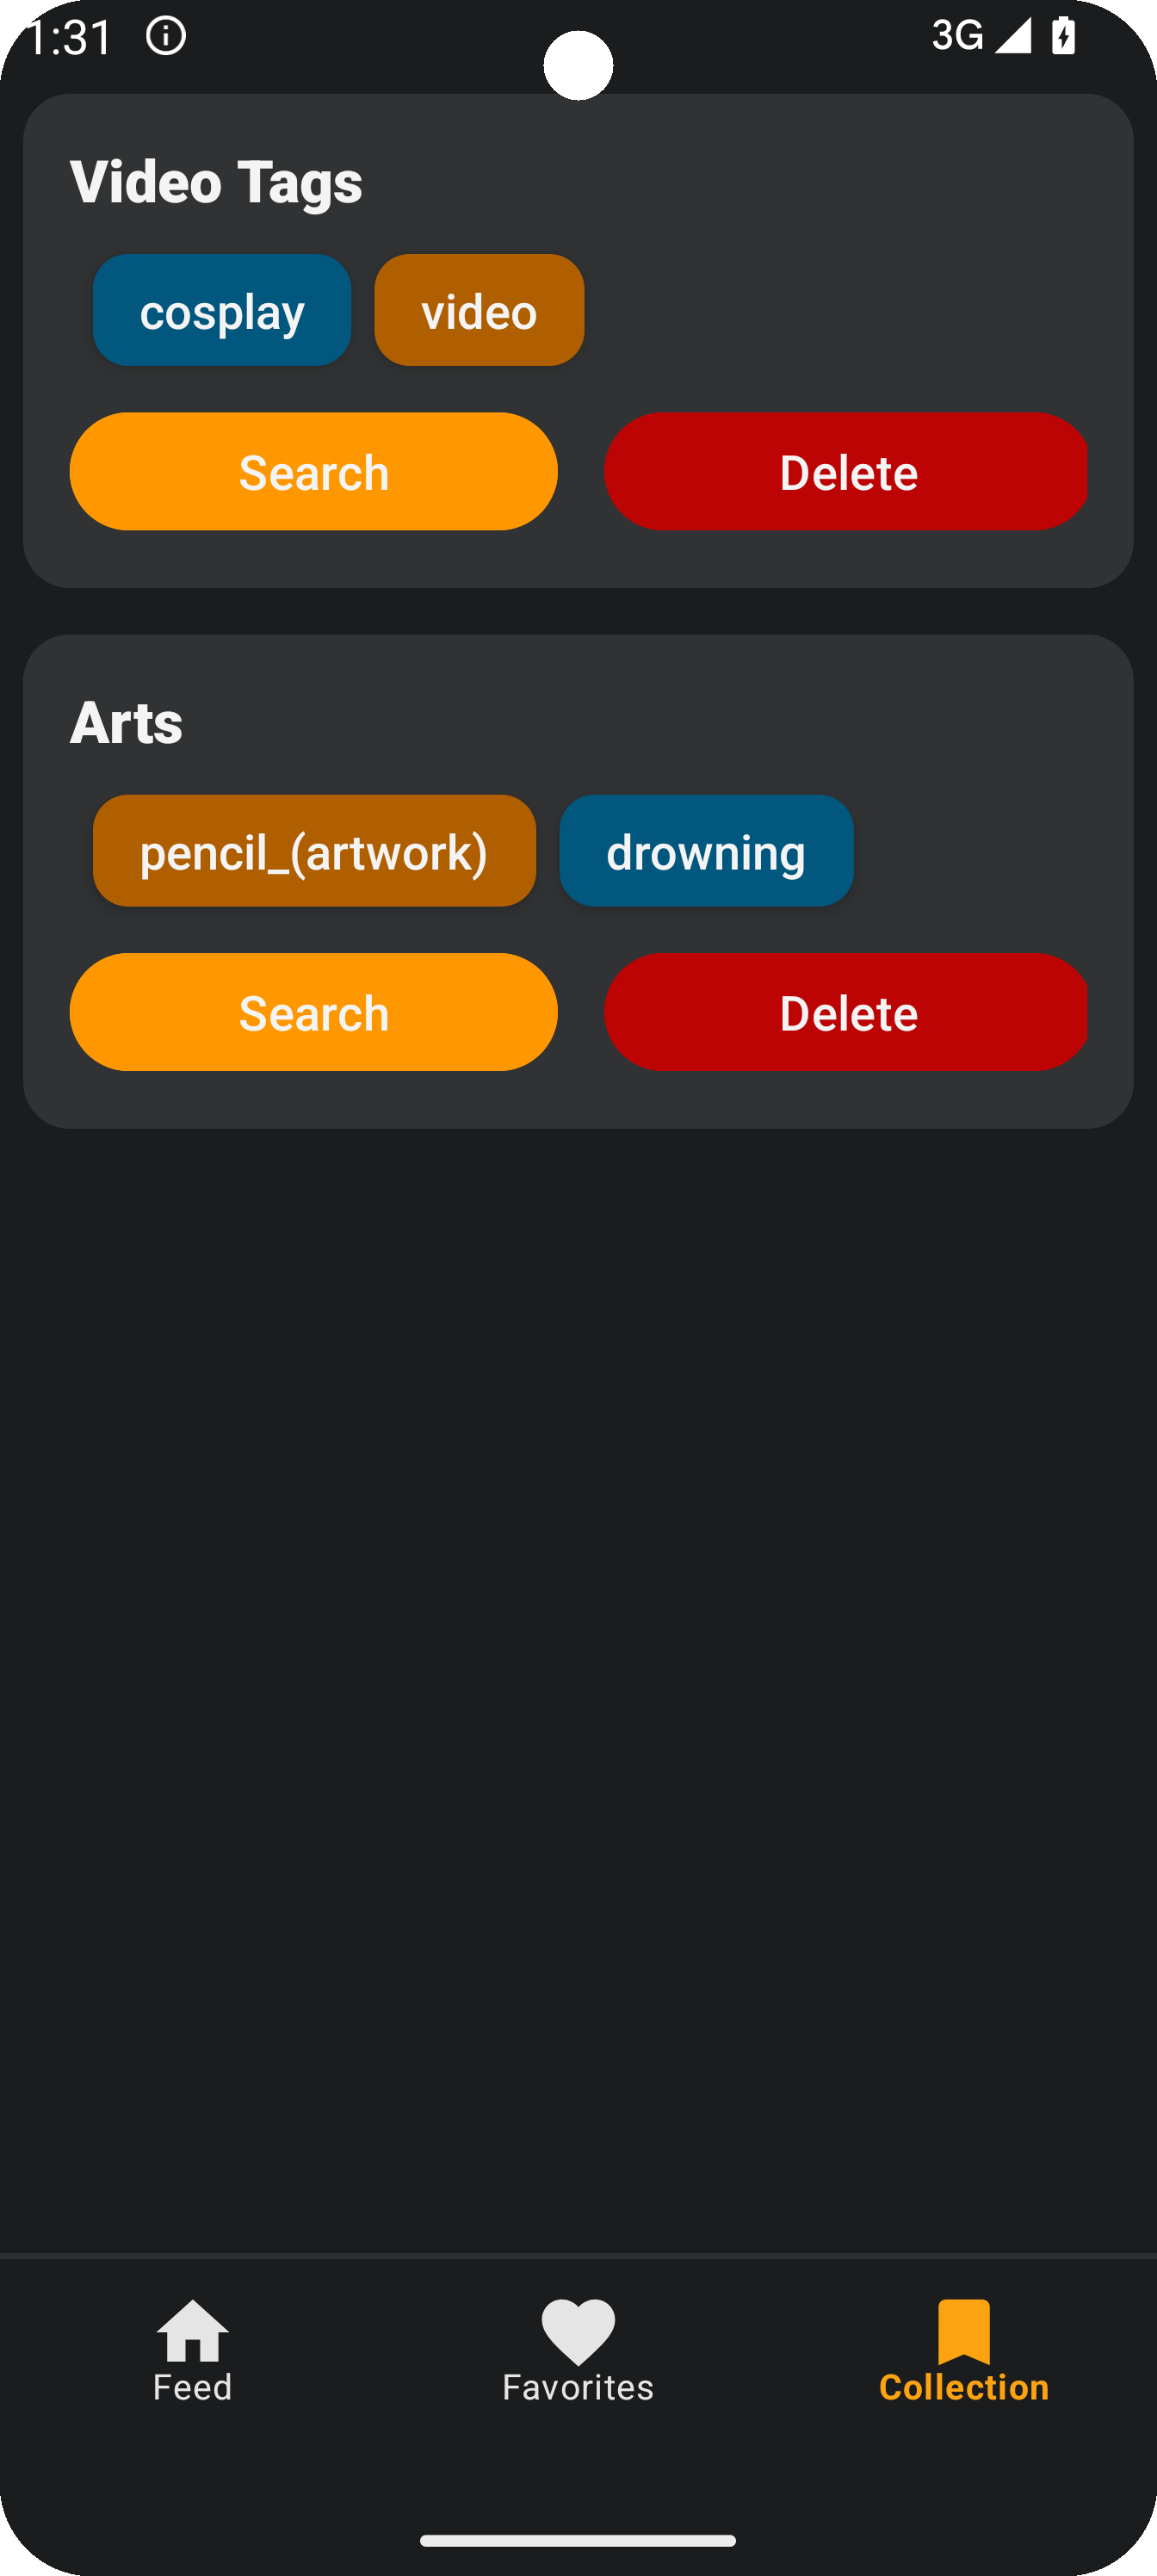 1:31 3G
Video Tags
cosplay video
Search Delete
Arts
pencil_(artwork) drowning
Search Delete
Feed Favorites Collection